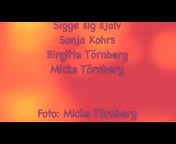 Sigge sig själv
Sonja Kohrs
Birgitta Törnberg
Micke Törnberg
Foto: Micke Törnberg